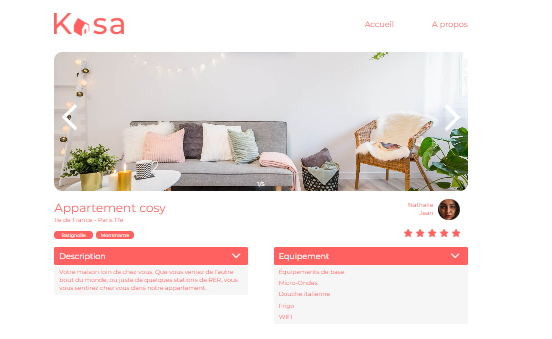 Kasa
Accueil
A propos
1/5
Appartement cosy
Ile de France - Paris 17e
Nathalie
Jean
Batignolle
Montmartre
Description
Votre maison loin de chez vous. Que vous veniez de l'autre
bout du monde, ou juste de quelques stations de RER, vous
vous sentirez chez vous dans notre appartement.
Equipement
Équipements de base
Micro-Ondes
Douche italienne
Frigo
WIFI